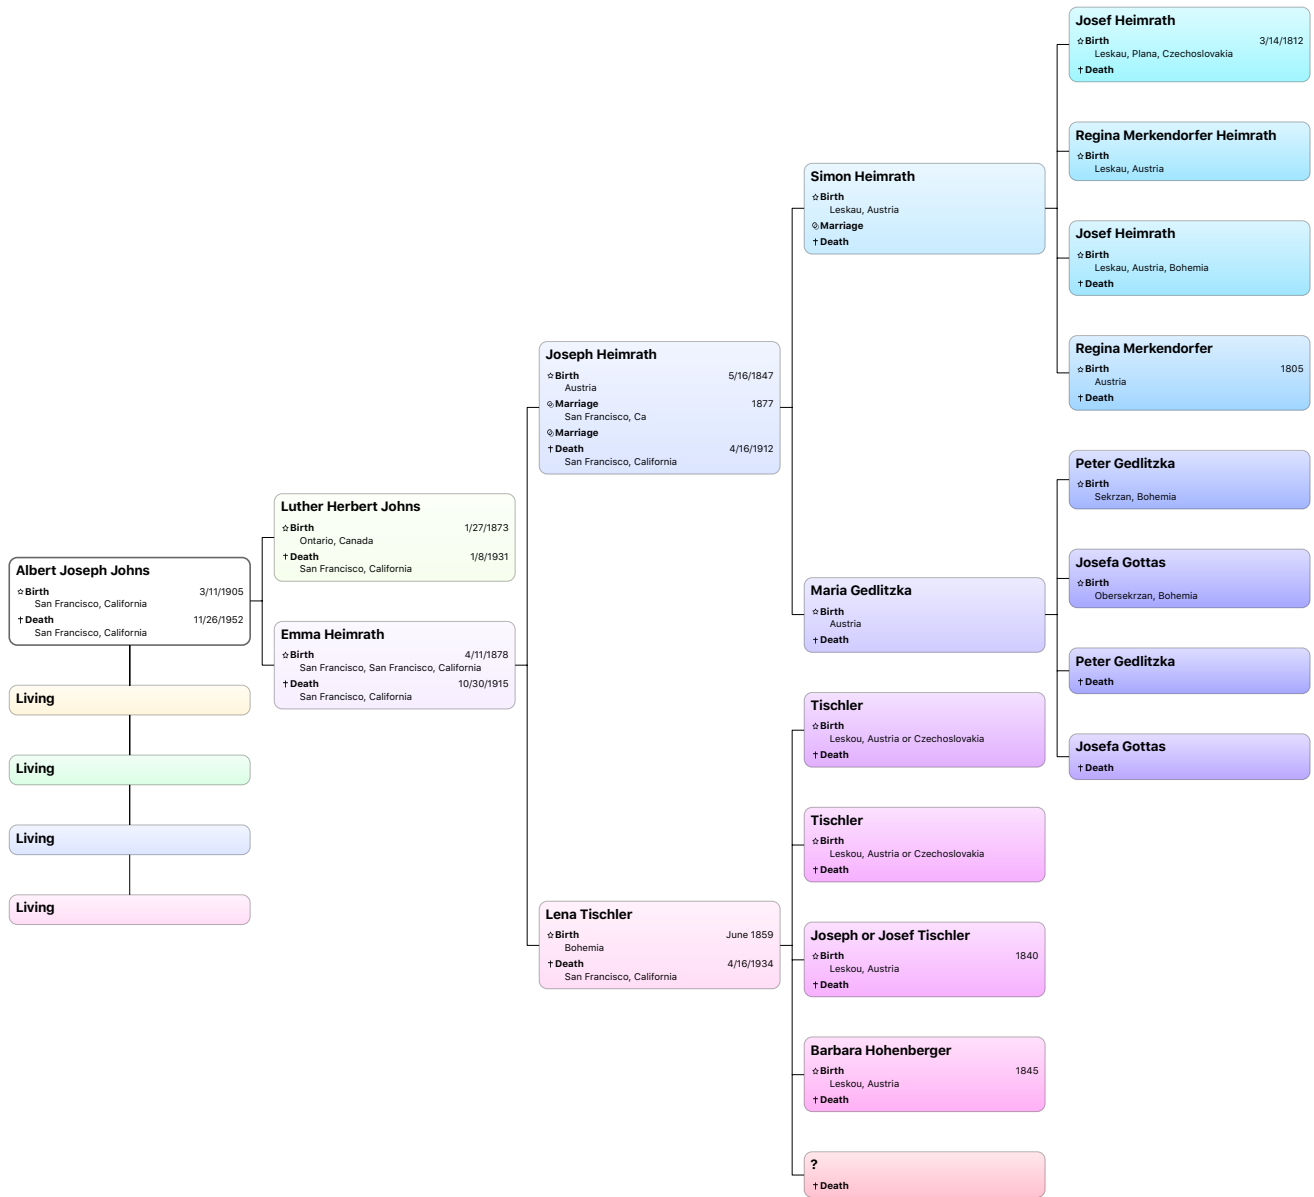 Albert Joseph Johns
☆Birth 3/11/1905
San Francisco, California
†Death 11/26/1952
San Francisco, California
Living
Living
Living
Living
Luther Herbert Johns
☆Birth 1/27/1873
Ontario, Canada
†Death 1/8/1931
San Francisco, California
Emma Heimrath
☆Birth 4/11/1878
San Francisco, San Francisco, California
†Death 10/30/1915
San Francisco, California
Joseph Heimrath
☆Birth 5/16/1847
Austria
Marriage 1877
San Francisco, Ca
Marriage
†Death 4/16/1912
San Francisco, California
Lena Tischler
☆Birth June 1859
Bohemia
†Death 4/16/1934
San Francisco, California
Simon Heimrath
☆Birth
Leskau, Austria
Marriage
†Death
Maria Gedlitzka
☆Birth
Austria
†Death
Tischler
☆Birth
Leskou, Austria or Czechoslovakia
†Death
Tischler
☆Birth
Leskou, Austria or Czechoslovakia
†Death
Joseph or Josef Tischler
☆Birth 1840
Leskou, Austria
†Death
Barbara Hohenberger
☆Birth 1845
Leskou, Austria
†Death
?
†Death
Josef Heimrath
☆Birth 3/14/1812
Leskau, Plana, Czechoslovakia
†Death
Regina Merkendorfer Heimrath
☆Birth
Leskau, Austria
Josef Heimrath
☆Birth
Leskau, Austria, Bohemia
†Death
Regina Merkendorfer
☆Birth 1805
Austria
†Death
Peter Gedlitzka
☆Birth
Sekrzan, Bohemia
Josefa Gottas
☆Birth
Obersekrzan, Bohemia
Peter Gedlitzka
†Death
Josefa Gottas
†Death